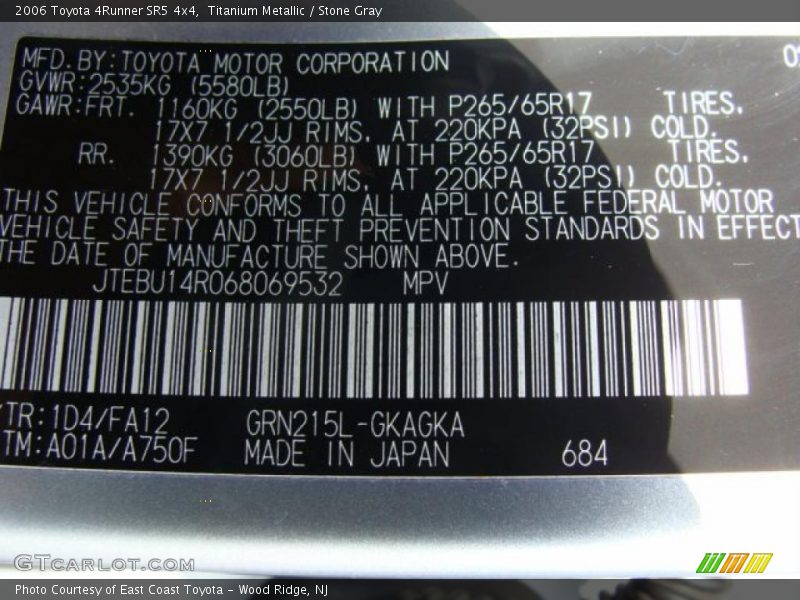 2006 Toyota 4Runner SR5 4x4, Titanium Metallic / Stone Gray
MFD. BY: TOYOTA MOTOR CORPORATION
GVWR: 2535KG (5580LB)
GAWR: FRT. 1160KG (2550LB) WITH P265/65R17 TIRES,
17X7 1/2JJ RIMS, AT 220KPA (32PSI) COLD.
RR. 1390KG (3060LB) WITH P265/65R17 TIRES,
17X7 1/2JJ RIMS, AT 220KPA (32PSI) COLD.
THIS VEHICLE CONFORMS TO ALL APPLICABLE FEDERAL MOTOR
VEHICLE SAFETY AND THEFT PREVENTION STANDARDS IN EFFECT
THE DATE OF MANUFACTURE SHOWN ABOVE.
JTEBU14R068069532 MPV
/TR: 1D4/FA12 GRN215L-GKAGKA
/TM: A01A/A750F MADE IN JAPAN 684
GTCARLOT.COM
Photo Courtesy of East Coast Toyota - Wood Ridge, NJ